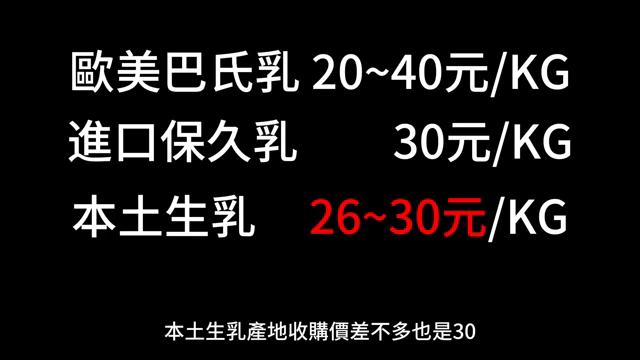 歐美巴氏乳 20~40元/KG
進口保久乳 30元/KG
本土生乳 26~30元/KG
本土生乳產地收購價差不多也是30